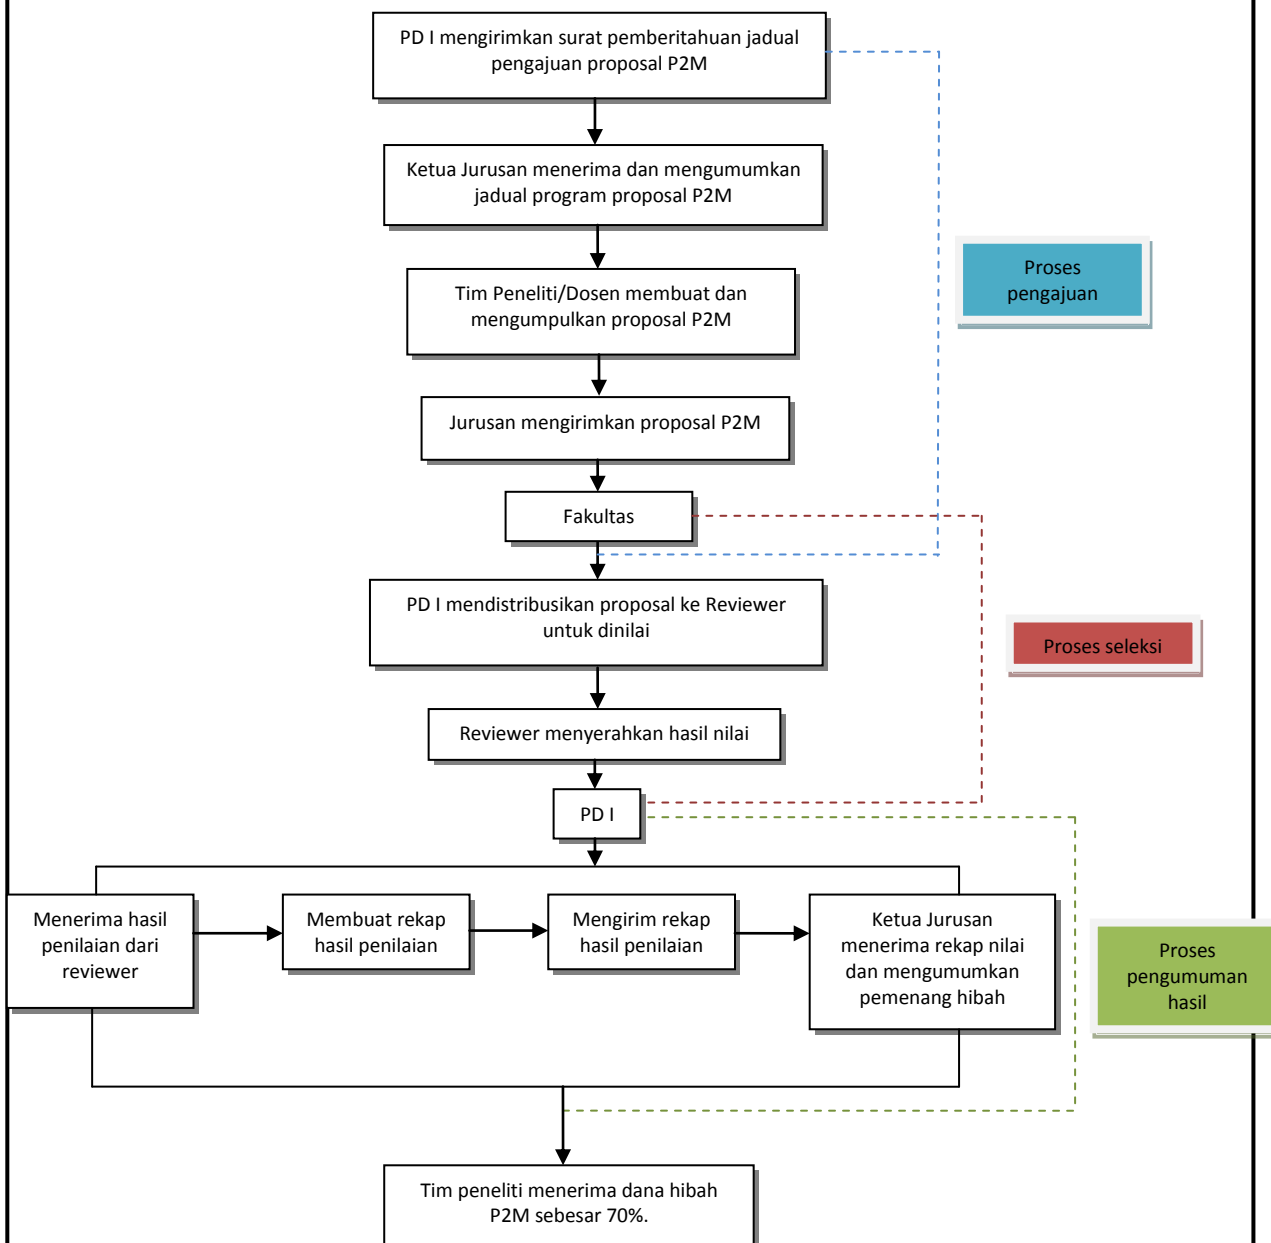 PD I mengirimkan surat pemberitahuan jadual
pengajuan proposal P2M
Ketua Jurusan menerima dan mengumumkan
jadual program proposal P2M
Tim Peneliti/Dosen membuat dan
mengumpulkan proposal P2M
Proses
pengajuan
Jurusan mengirimkan proposal P2M
Fakultas
PD I mendistribusikan proposal ke Reviewer
untuk dinilai
Proses seleksi
Reviewer menyerahkan hasil nilai
PD I
Menerima hasil
penilaian dari
reviewer
Membuat rekap
hasil penilaian
Mengirim rekap
hasil penilaian
Ketua Jurusan
menerima rekap nilai
dan mengumumkan
pemenang hibah
Proses
pengumuman
hasil
Tim peneliti menerima dana hibah
P2M sebesar 70%.